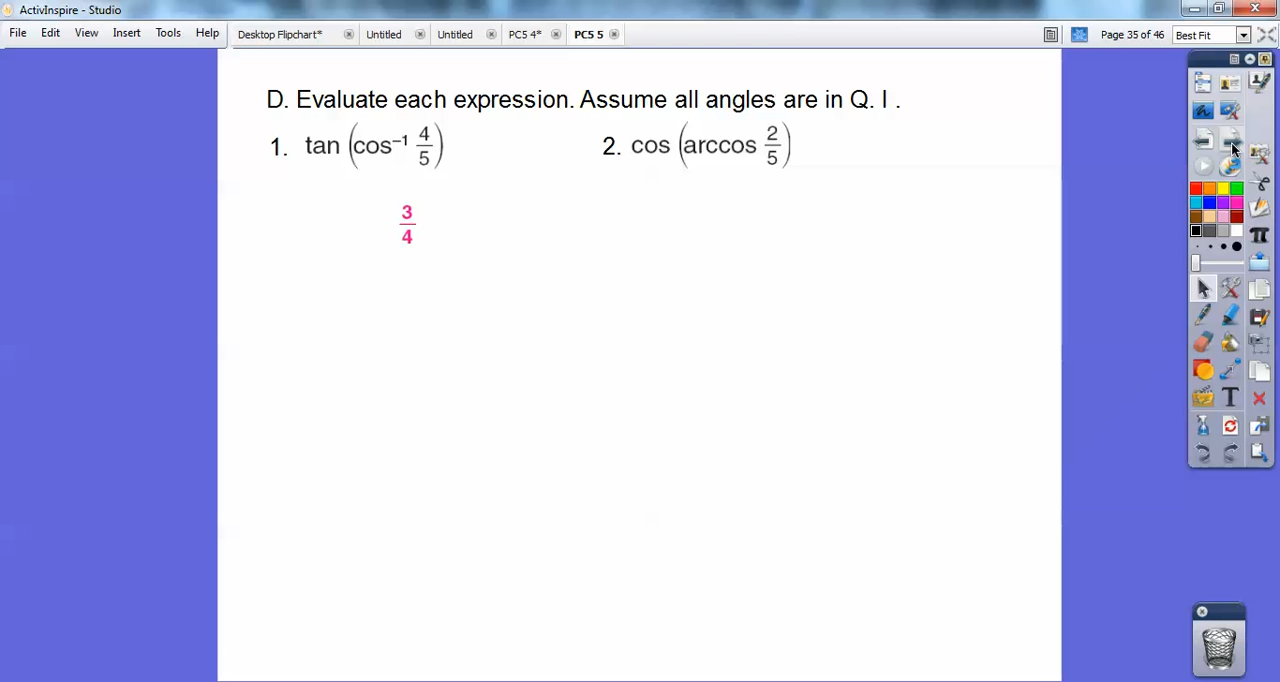 ActivInspire - Studio
File Edit View Insert Tools Help
Desktop Flipchart* Untitled Untitled PC5 4* PC5 5
Page 35 of 46 Best Fit
D. Evaluate each expression. Assume all angles are in Q. I .
1. tan (cos⁻¹ 4/5) 2. cos (arccos 2/5)
3/4